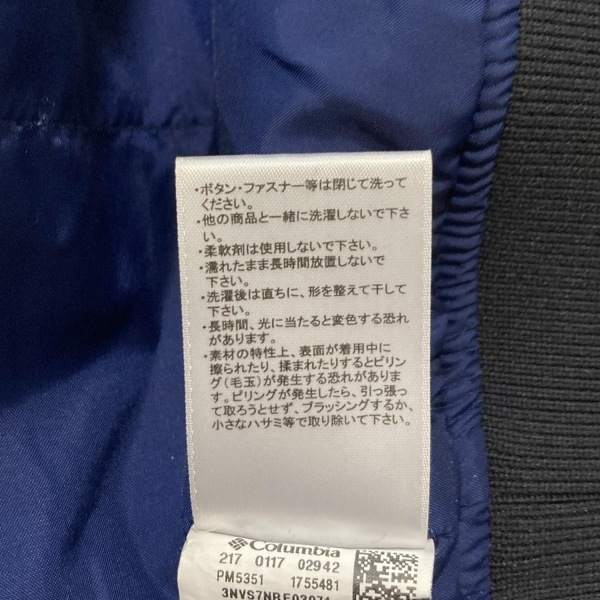 ・ボタン・ファスナー等は閉じて洗って
ください。
・他の商品と一緒に洗濯しないで下さ
い。
・柔軟剤は使用しないで下さい。
・濡れたまま長時間放置しないで
下さい。
・洗濯後は直ちに、形を整えて干して
下さい。
・長時間、光に当たると変色する恐れ
があります。
・素材の特性上、表面が着用中に
擦られたり、揉まれたりするとピリン
グ(毛玉)が発生する恐れがありま
す。ピリングが発生したら、引っ張っ
て取ろうとせず、ブラッシングするか、
小さなハサミ等で取り除いて下さい。
Columbia
217 0117 02942
PM5351 1755481